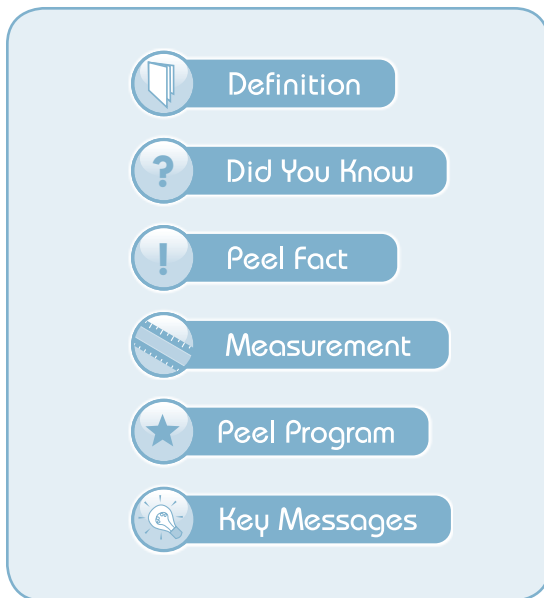 Definition
? Did You Know
! Peel Fact
Measurement
Peel Program
Key Messages